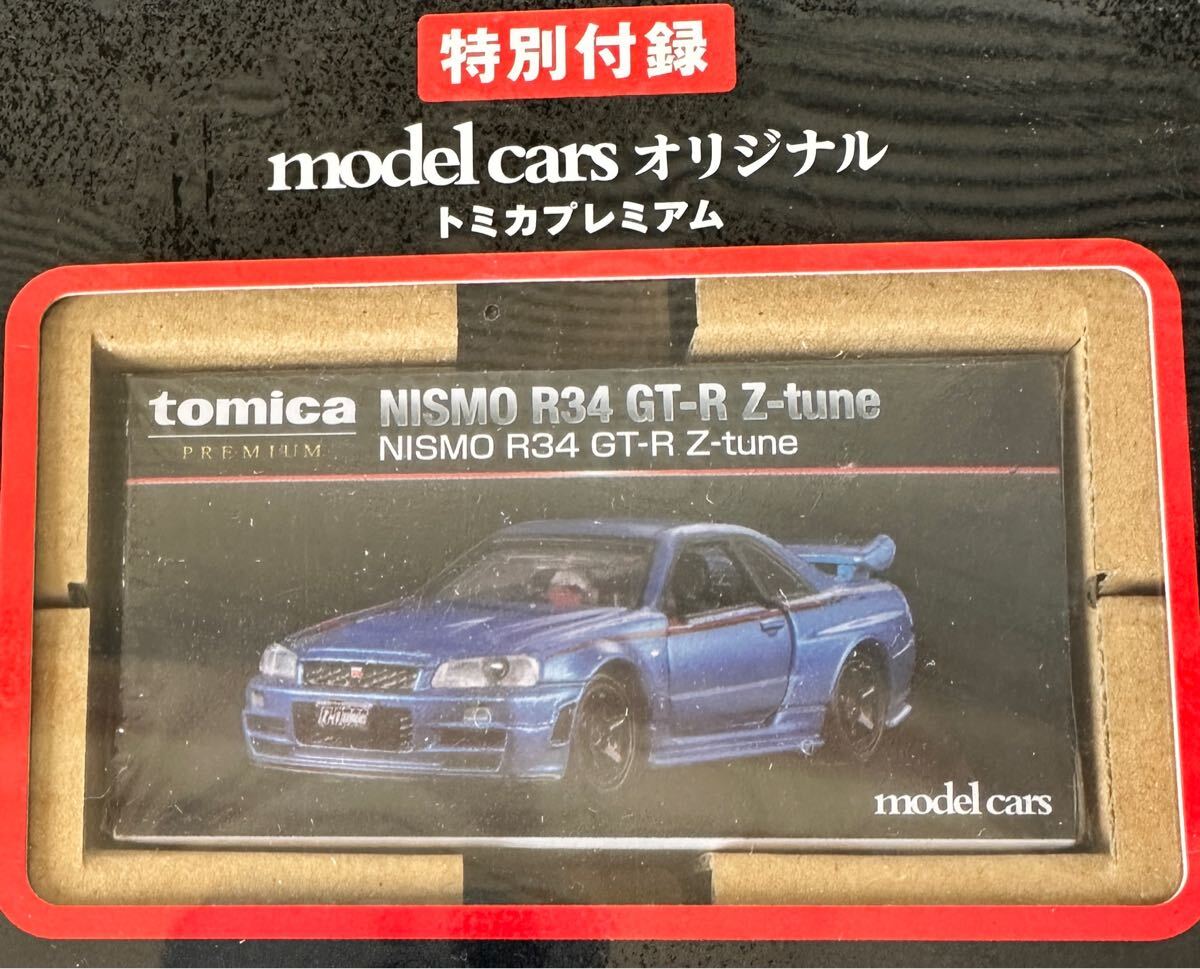 特別付録
model cars オリジナル
トミカプレミアム
tomica NISMO R34 GT-R Z-tune
PREMIUM NISMO R34 GT-R Z-tune
model cars